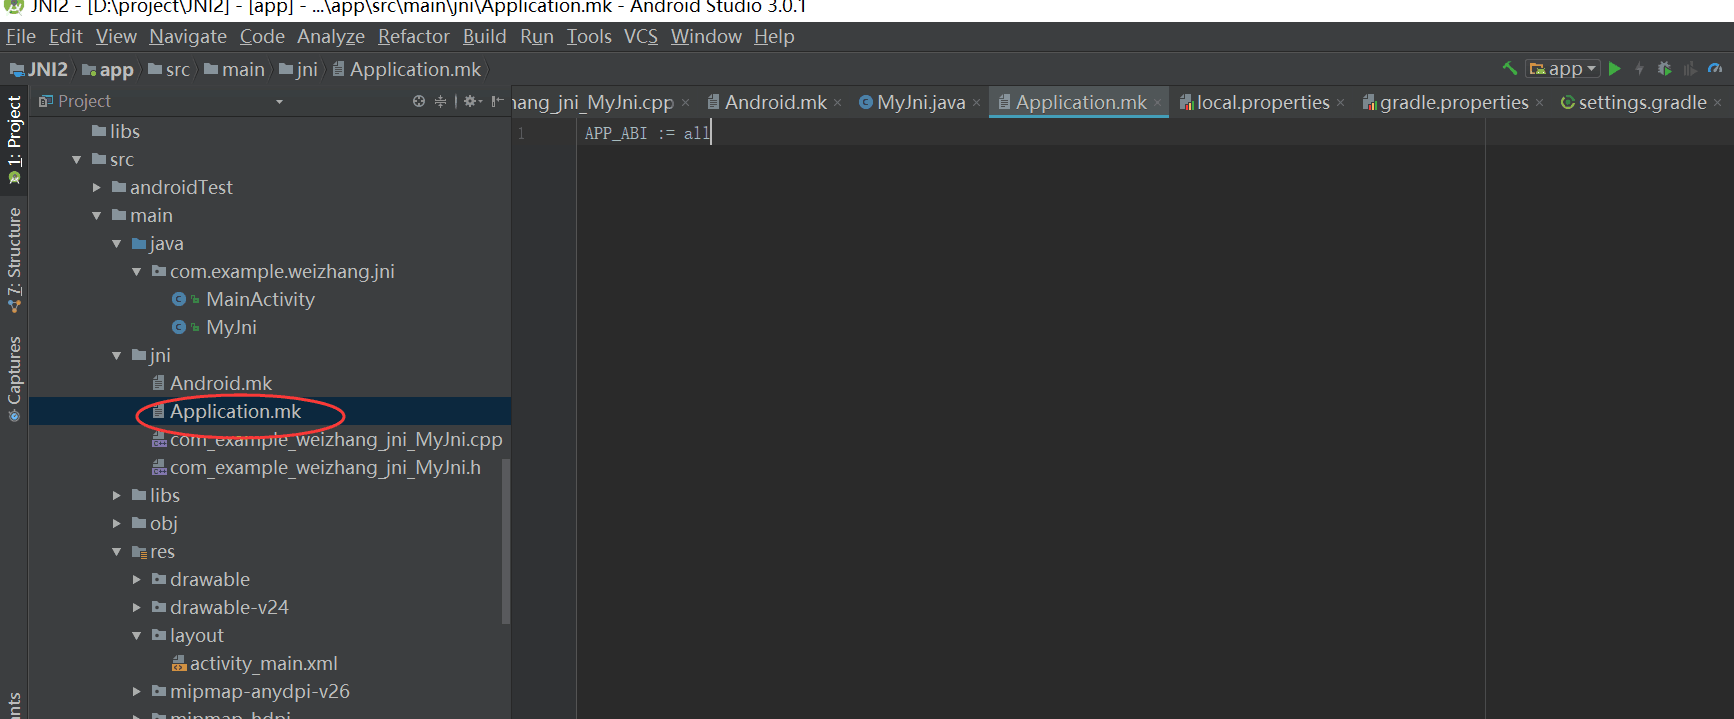 JNI2 - [D:\project\JNI2] - [app] - ...\app\src\main\jni\Application.mk - Android Studio 3.0.1
File Edit View Navigate Code Analyze Refactor Build Run Tools VCS Window Help
JNI2 app src main jni Application.mk app
Project
hang_jni_MyJni.cpp Android.mk MyJni.java Application.mk local.properties gradle.properties settings.gradle
1: Project
7: Structure
Captures
1 APP_ABI := all
libs
src
androidTest
main
java
com.example.weizhang.jni
MainActivity
MyJni
jni
Android.mk
Application.mk
com_example_weizhang_jni_MyJni.cpp
com_example_weizhang_jni_MyJni.h
libs
obj
res
drawable
drawable-v24
layout
activity_main.xml
mipmap-anydpi-v26
mipmap-hdpi